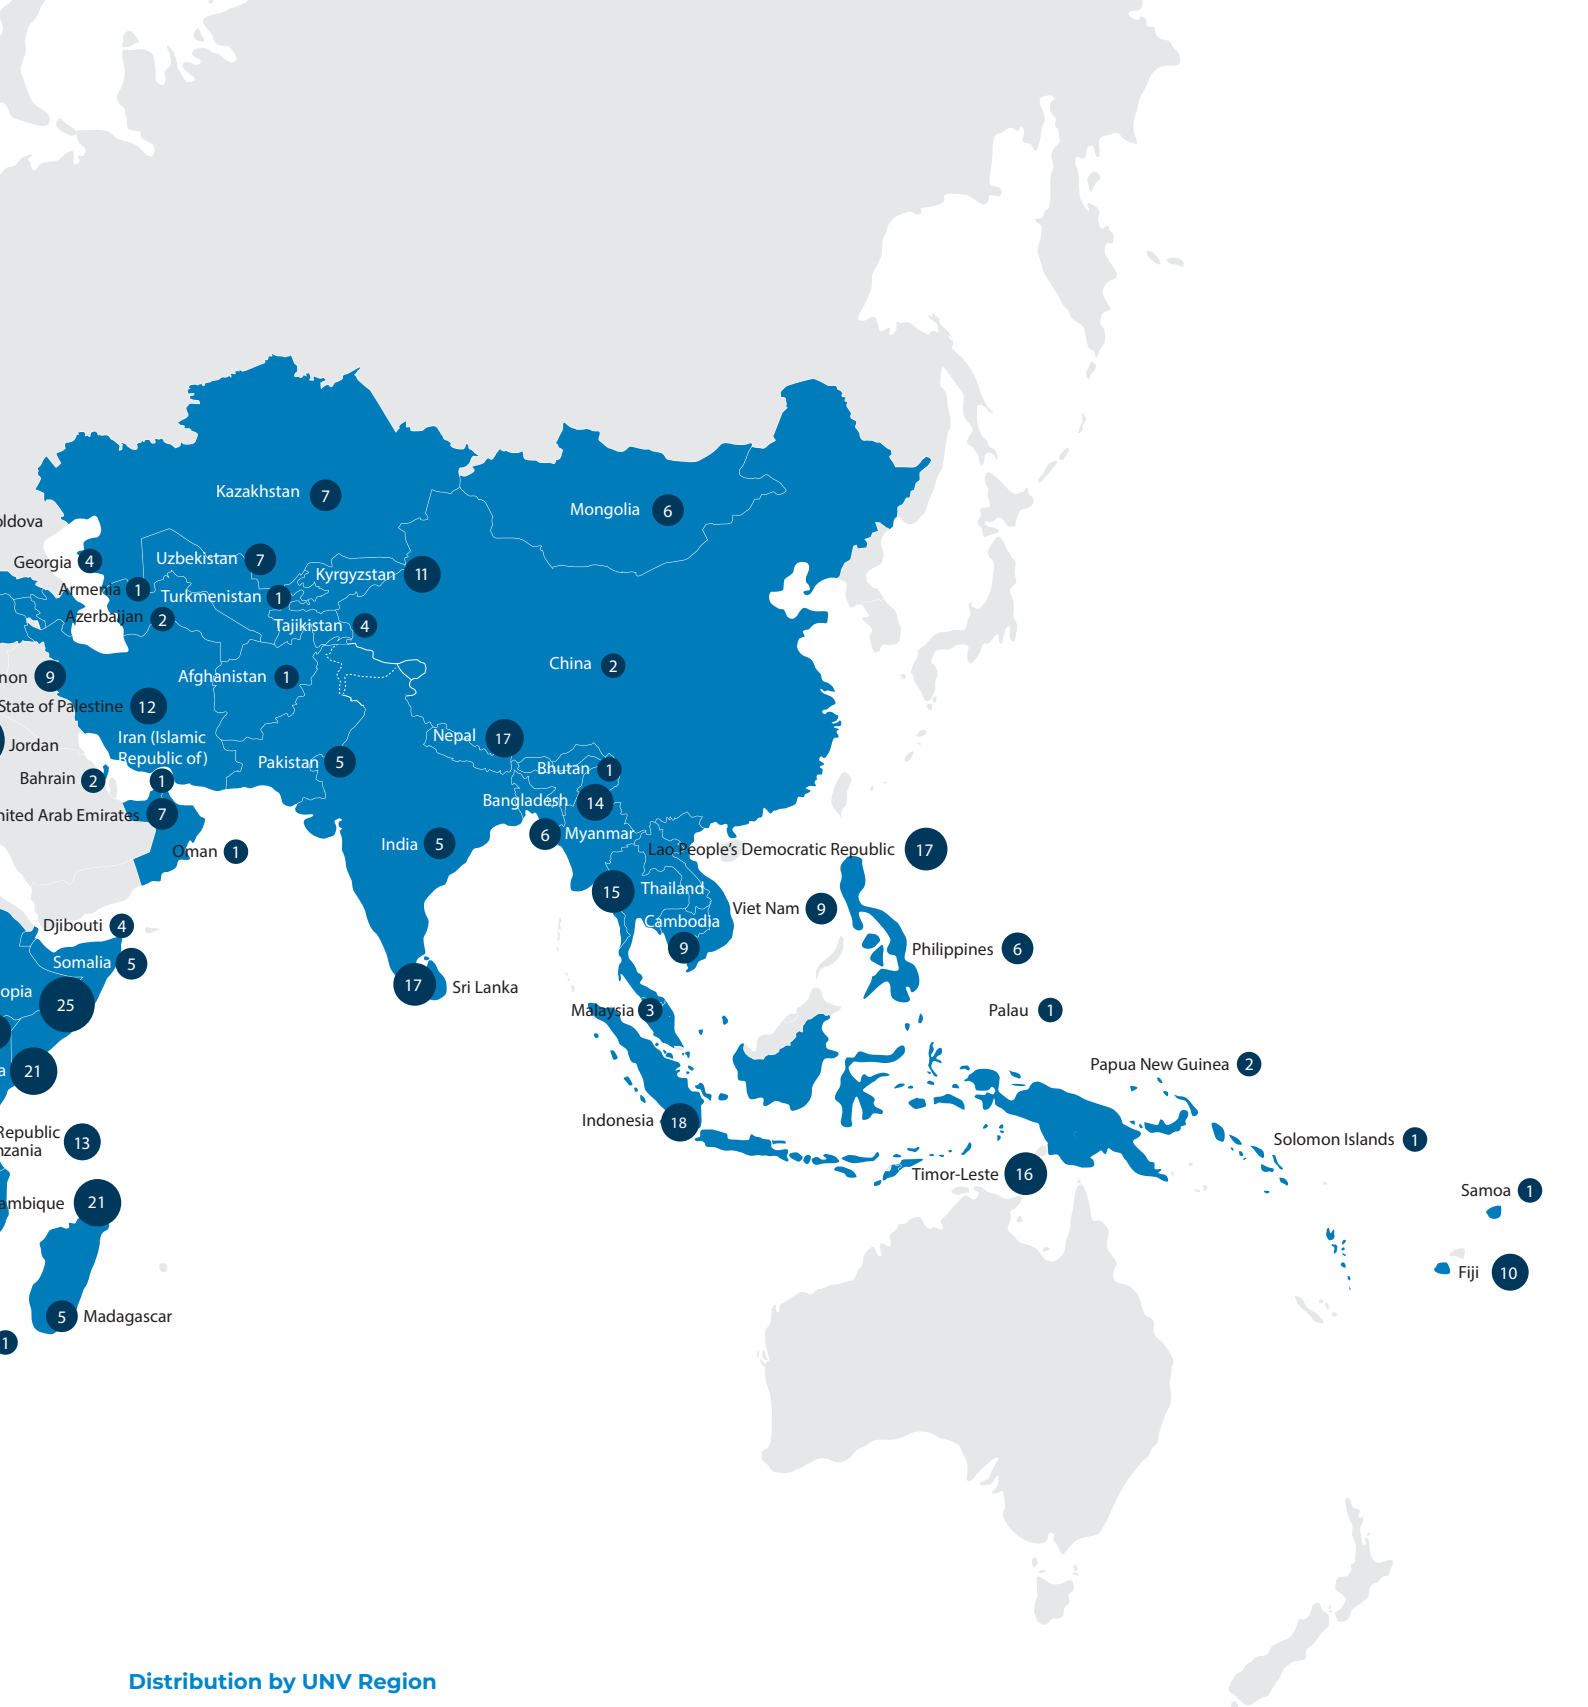 Kazakhstan 7
Mongolia 6
oldova
Georgia 4
Uzbekistan 7
Kyrgyzstan 11
Armenia 1
Turkmenistan 1
Azerbaijan 2
Tajikistan 4
China 2
non 9
Afghanistan 1
State of Palestine 12
Jordan
Iran (Islamic
Republic of)
1
Nepal 17
Pakistan 5
Bhutan 1
Bahrain 2
Bangladesh 14
nited Arab Emirates 7
6 Myanmar
India 5
Oman 1
Lao People's Democratic Republic 17
15 Thailand
Viet Nam 9
Cambodia
9
Djibouti 4
Philippines 6
Somalia 5
opia
25
17 Sri Lanka
Malaysia 3
Palau 1
a 21
Papua New Guinea 2
Indonesia 18
Republic
nzania
13
Solomon Islands 1
Timor-Leste 16
Samoa 1
ambique 21
Fiji 10
5 Madagascar
1
Distribution by UNV Region